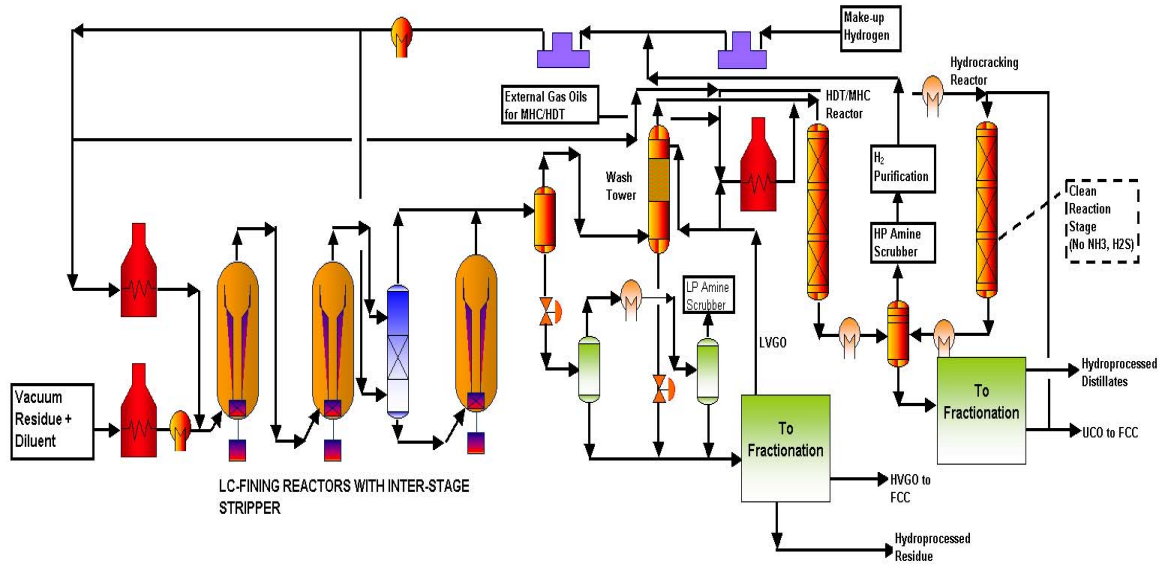 Make-up
Hydrogen
Hydrocracking
Reactor
External Gas Oils
for MHC/HDT
HDT/MHC
Reactor
Wash
Tower
H2
Purification
HP Amine
Scrubber
Clean
Reaction
Stage
(No NH3, H2S)
LP Amine
Scrubber
LVGO
Vacuum
Residue +
Diluent
To
Fractionation
To
Fractionation
Hydroprocessed
Distillates
UCO to FCC
HVGO to
FCC
Hydroprocessed
Residue
LC-FINING REACTORS WITH INTER-STAGE
STRIPPER